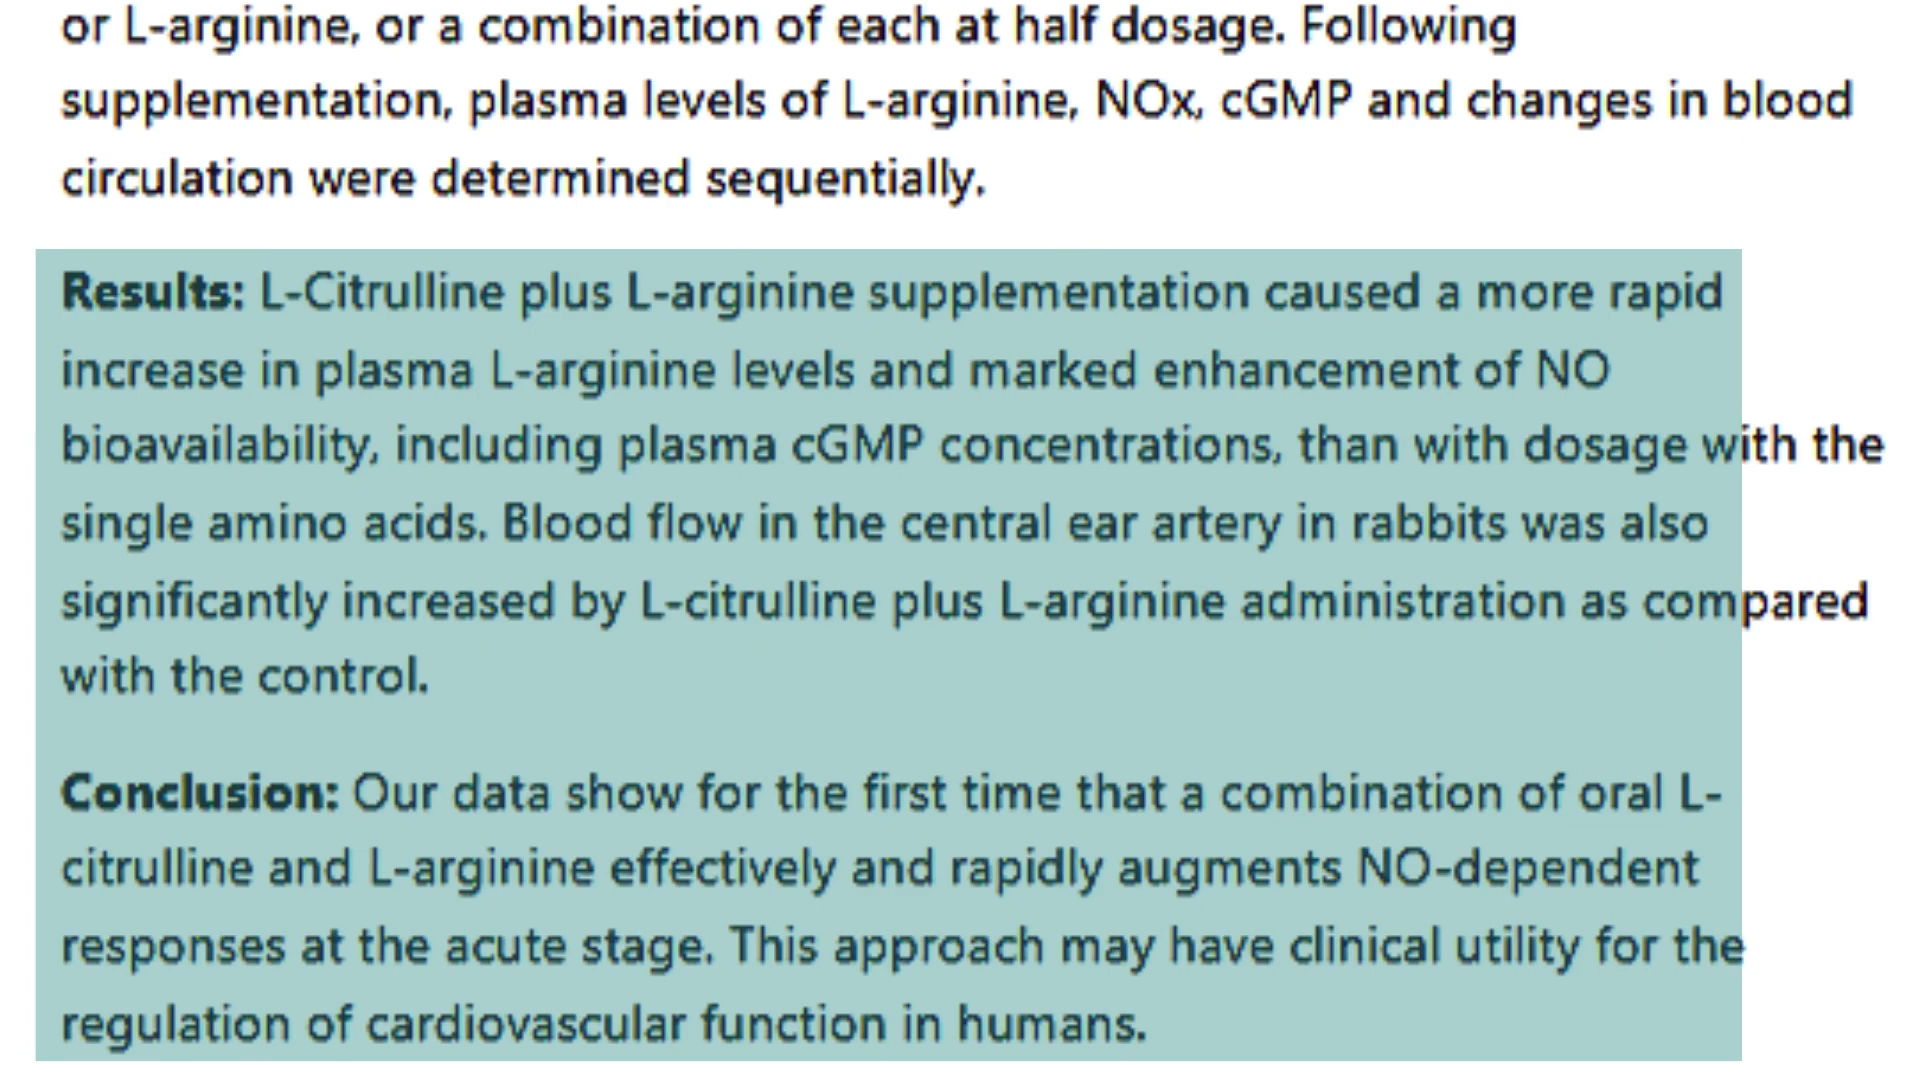 or L-arginine, or a combination of each at half dosage. Following
supplementation, plasma levels of L-arginine, NOx, cGMP and changes in blood
circulation were determined sequentially.
Results: L-Citrulline plus L-arginine supplementation caused a more rapid
increase in plasma L-arginine levels and marked enhancement of NO
bioavailability, including plasma cGMP concentrations, than with dosage with the
single amino acids. Blood flow in the central ear artery in rabbits was also
significantly increased by L-citrulline plus L-arginine administration as compared
with the control.
Conclusion: Our data show for the first time that a combination of oral L-
citrulline and L-arginine effectively and rapidly augments NO-dependent
responses at the acute stage. This approach may have clinical utility for the
regulation of cardiovascular function in humans.